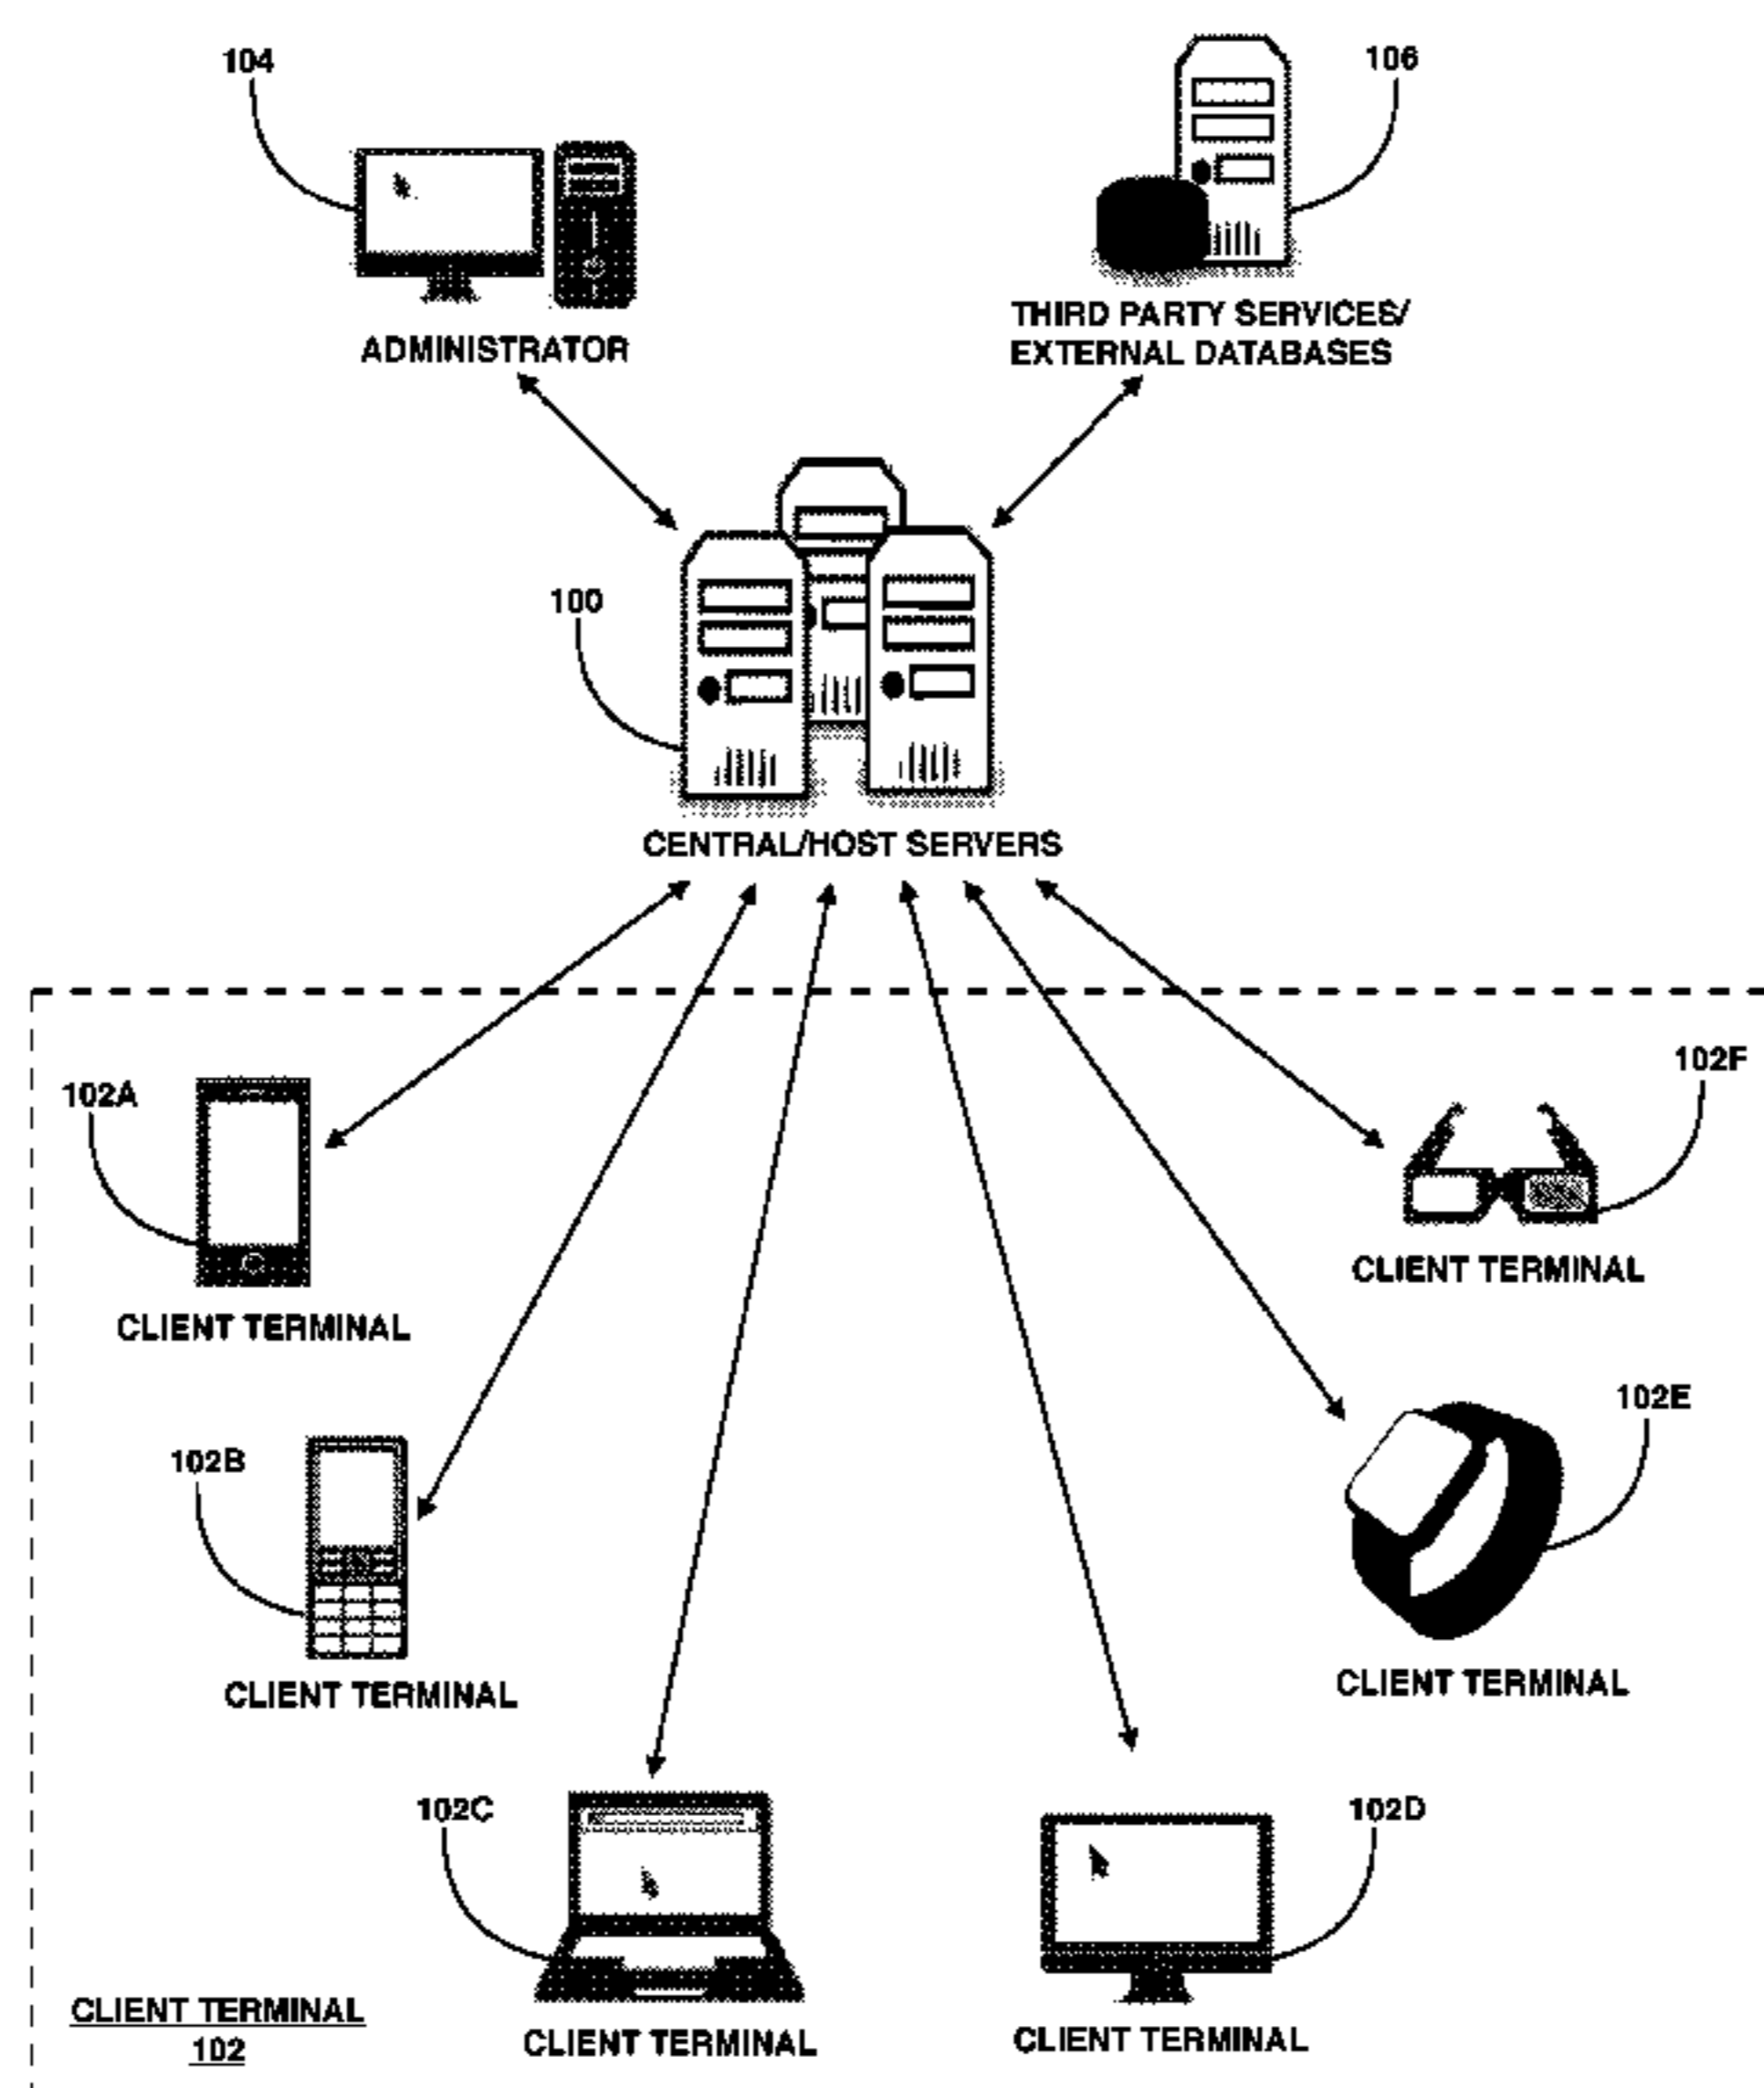 104
106
ADMINISTRATOR
THIRD PARTY SERVICES/
EXTERNAL DATABASES
100
CENTRAL/HOST SERVERS
102A
102F
CLIENT TERMINAL
CLIENT TERMINAL
102B
102E
CLIENT TERMINAL
CLIENT TERMINAL
102C
102D
CLIENT TERMINAL
102
CLIENT TERMINAL
CLIENT TERMINAL